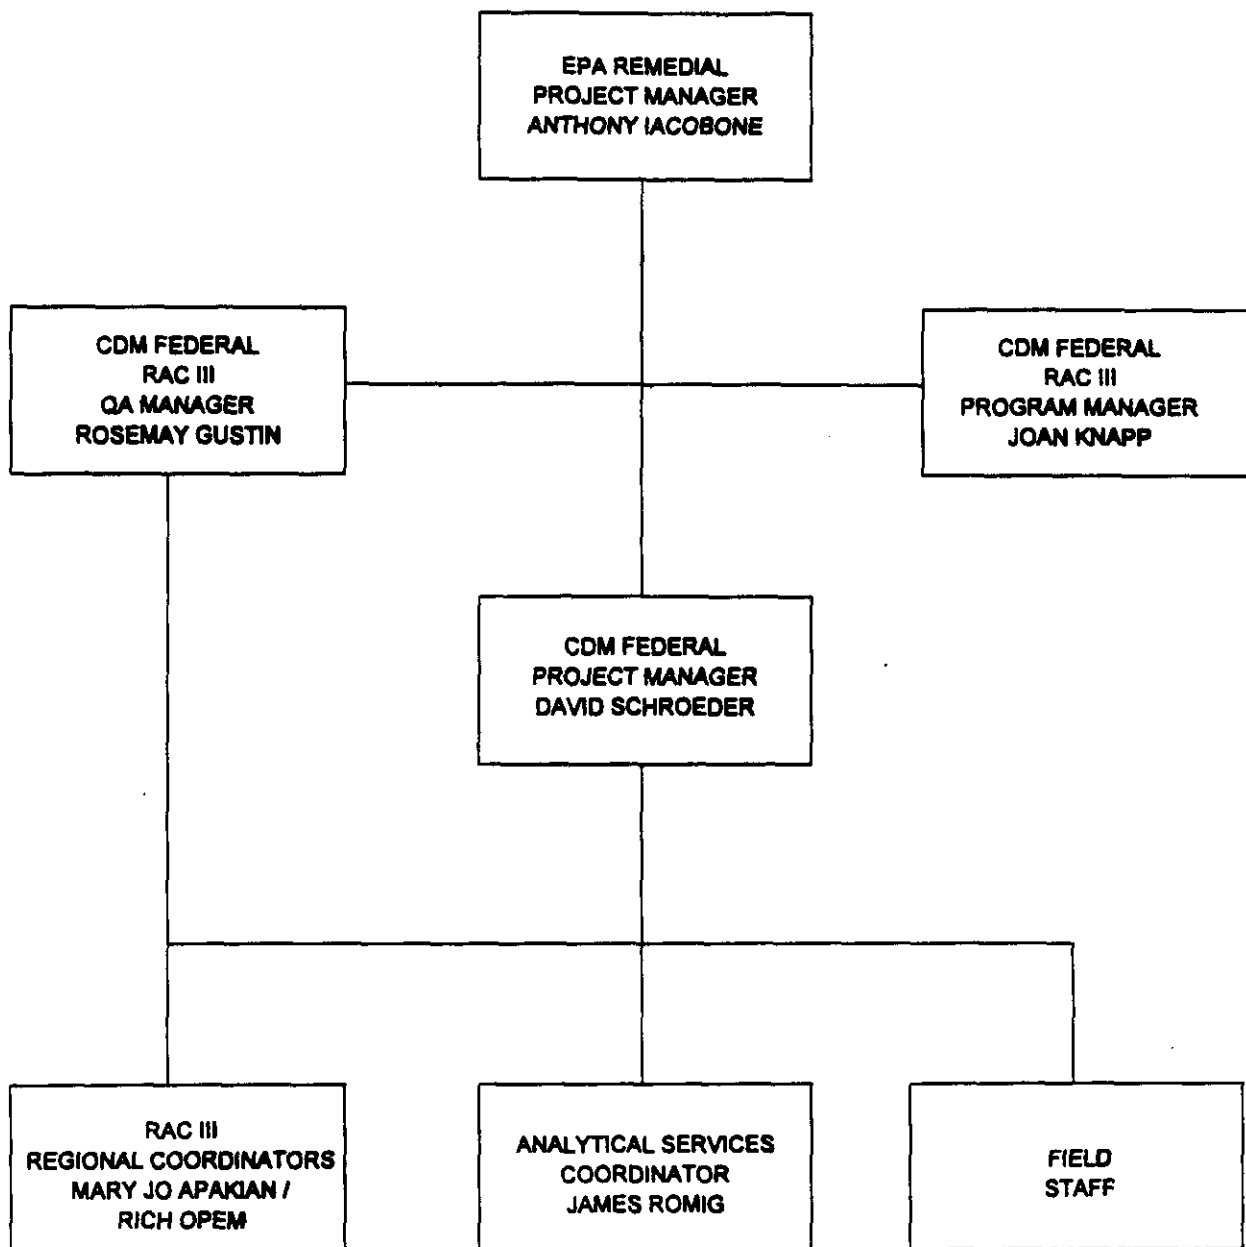 EPA REMEDIAL
PROJECT MANAGER
ANTHONY IACOBONE
CDM FEDERAL
RAC III
QA MANAGER
ROSEMAY GUSTIN
CDM FEDERAL
RAC III
PROGRAM MANAGER
JOAN KNAPP
CDM FEDERAL
PROJECT MANAGER
DAVID SCHROEDER
RAC III
REGIONAL COORDINATORS
MARY JO APAKIAN /
RICH OPEM
ANALYTICAL SERVICES
COORDINATOR
JAMES ROMIG
FIELD
STAFF